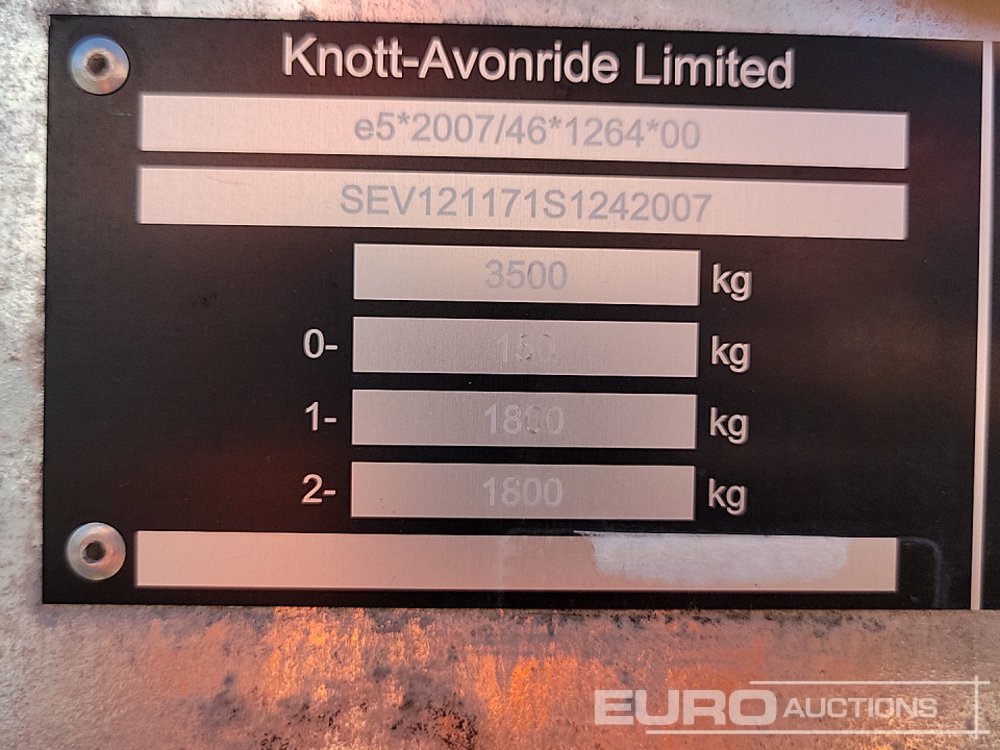 Knott-Avonride Limited
e5*2007/46*1264*00
SEV121171S1242007
3500 kg
0- 150 kg
1- 1800 kg
2- 1800 kg
EURO AUCTIONS